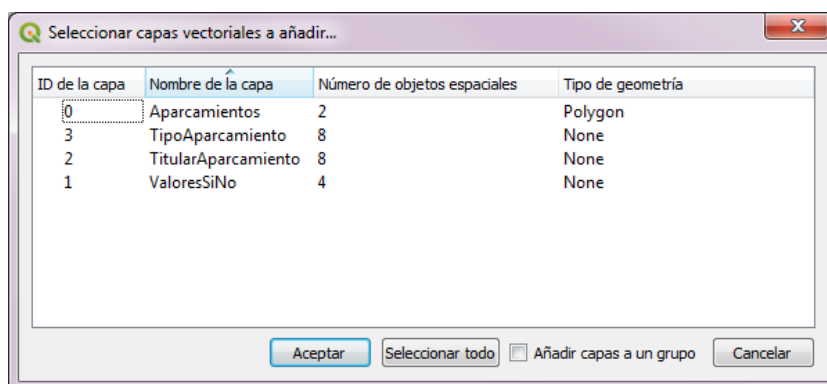 Seleccionar capas vectoriales a añadir...
ID de la capa Nombre de la capa Número de objetos espaciales Tipo de geometría
0 Aparcamientos 2 Polygon
3 TipoAparcamiento 8 None
2 TitularAparcamiento 8 None
1 ValoresSiNo 4 None
Aceptar Seleccionar todo Añadir capas a un grupo Cancelar